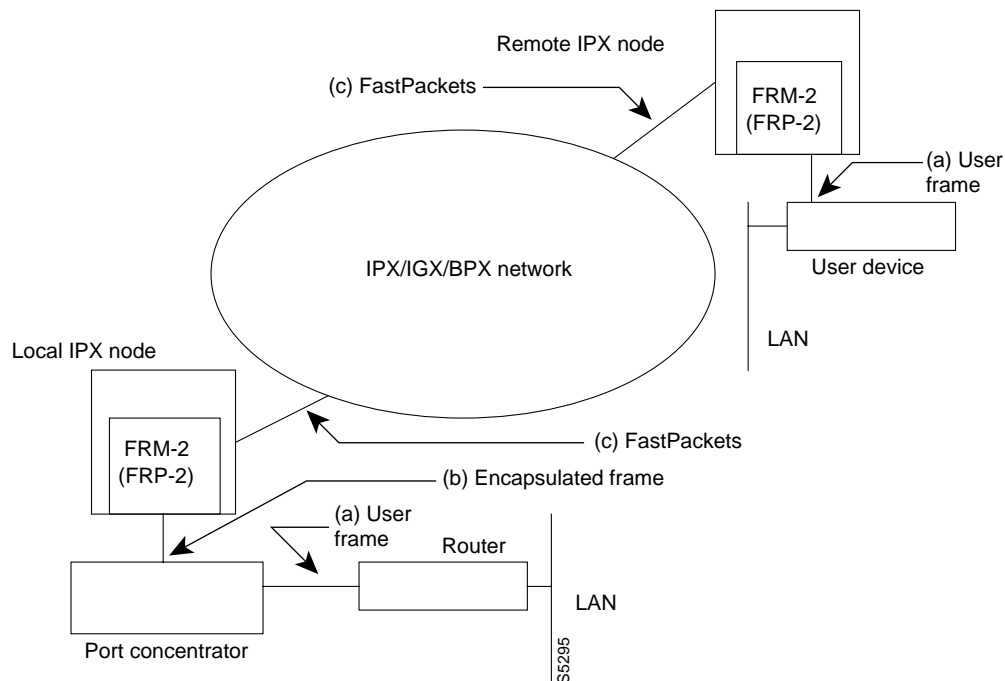 Remote IPX node
(c) FastPackets
FRM-2
(FRP-2)
(a) User
frame
IPX/IGX/BPX network
User device
LAN
Local IPX node
FRM-2
(FRP-2)
(c) FastPackets
(b) Encapsulated frame
(a) User
frame
Router
LAN
Port concentrator
S5295